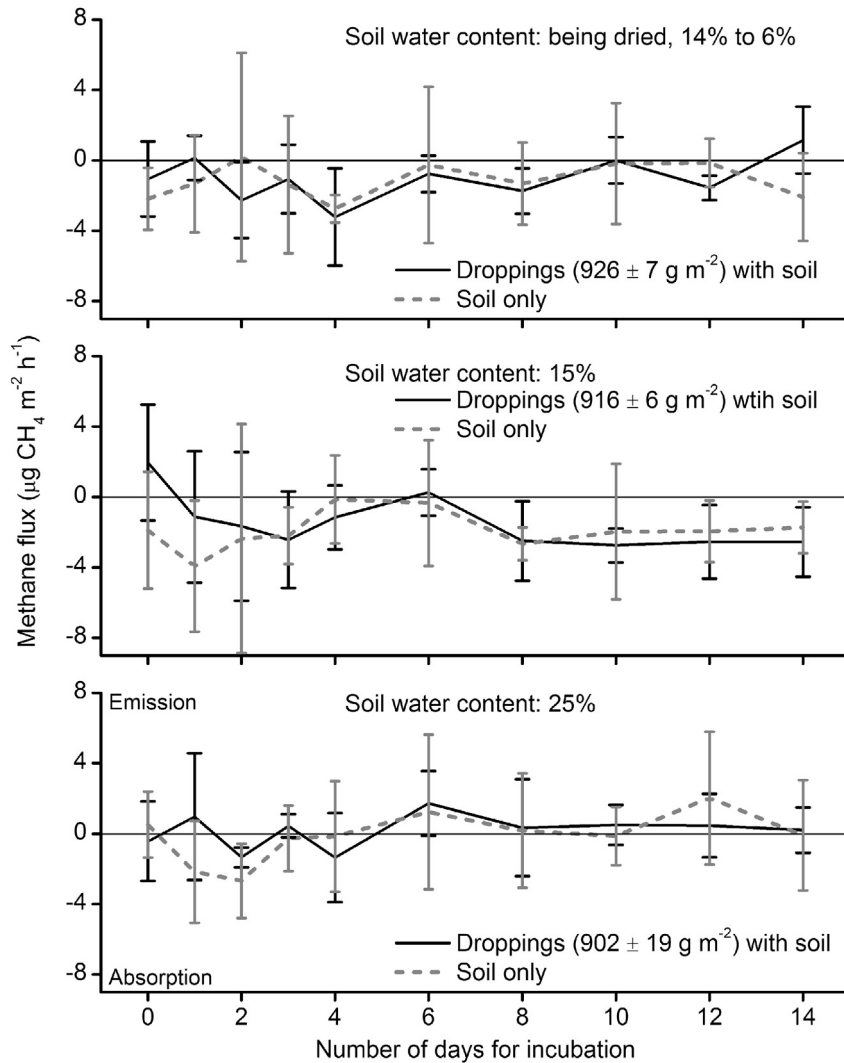 8
4
0
-4
-8
Soil water content: being dried, 14% to 6%
Droppings (926 ± 7 g m⁻²) with soil
Soil only
8
4
0
-4
-8
Soil water content: 15%
Droppings (916 ± 6 g m⁻²) wtih soil
Soil only
Methane flux (μg CH₄ m⁻² h⁻¹)
8
4
0
-4
-8
Emission
Soil water content: 25%
Droppings (902 ± 19 g m⁻²) with soil
Soil only
Absorption
0 2 4 6 8 10 12 14
Number of days for incubation